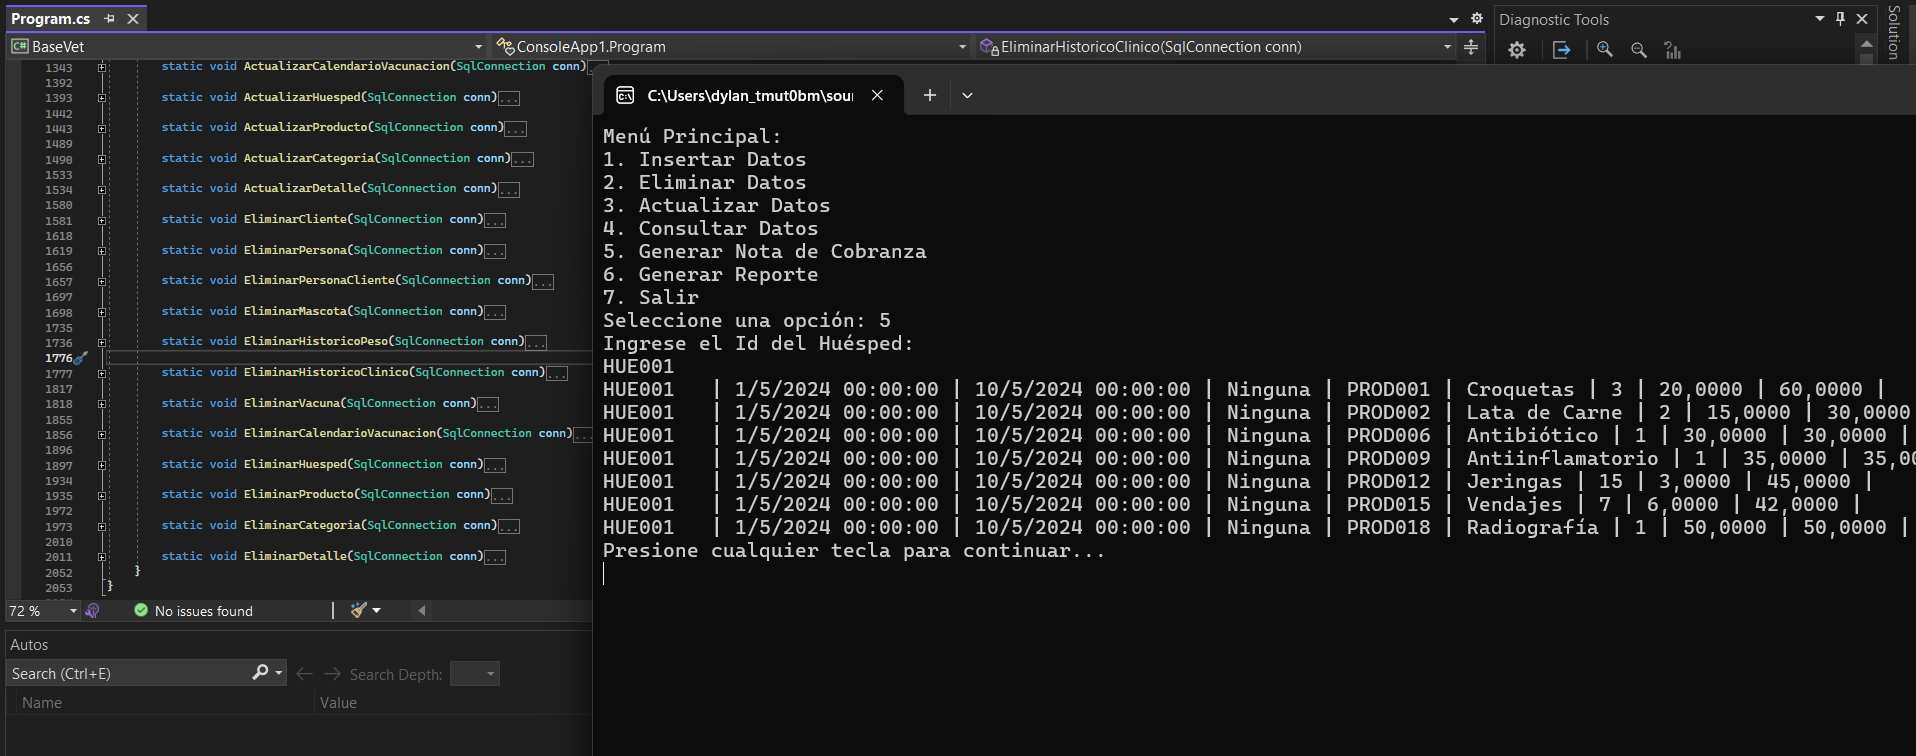 Program.cs
Diagnostic Tools
Solution
BaseVet
ConsoleApp1.Program
EliminarHistoricoClinico(SqlConnection conn)
1343 static void ActualizarCalendarioVacunacion(SqlConnection conn)...
1392
1393 static void ActualizarHuesped(SqlConnection conn)...
1442
1443 static void ActualizarProducto(SqlConnection conn)...
1489
1490 static void ActualizarCategoria(SqlConnection conn)...
1533
1534 static void ActualizarDetalle(SqlConnection conn)...
1580
1581 static void EliminarCliente(SqlConnection conn)...
1618
1619 static void EliminarPersona(SqlConnection conn)...
1656
1657 static void EliminarPersonaCliente(SqlConnection conn)...
1697
1698 static void EliminarMascota(SqlConnection conn)...
1735
1736 static void EliminarHistoricoPeso(SqlConnection conn)...
1776
1777 static void EliminarHistoricoClinico(SqlConnection conn)...
1817
1818 static void EliminarVacuna(SqlConnection conn)...
1855
1856 static void EliminarCalendarioVacunacion(SqlConnection conn)...
1896
1897 static void EliminarHuesped(SqlConnection conn)...
1934
1935 static void EliminarProducto(SqlConnection conn)...
1972
1973 static void EliminarCategoria(SqlConnection conn)...
2010
2011 static void EliminarDetalle(SqlConnection conn)...
2052 }
2053 }
72 %
No issues found
Autos
Search (Ctrl+E)
Search Depth:
Name
Value
C:\Users\dylan_tmut0bm\sour
Menú Principal:
1. Insertar Datos
2. Eliminar Datos
3. Actualizar Datos
4. Consultar Datos
5. Generar Nota de Cobranza
6. Generar Reporte
7. Salir
Seleccione una opción: 5
Ingrese el Id del Huésped:
HUE001
HUE001 | 1/5/2024 00:00:00 | 10/5/2024 00:00:00 | Ninguna | PROD001 | Croquetas | 3 | 20,0000 | 60,0000 |
HUE001 | 1/5/2024 00:00:00 | 10/5/2024 00:00:00 | Ninguna | PROD002 | Lata de Carne | 2 | 15,0000 | 30,0000
HUE001 | 1/5/2024 00:00:00 | 10/5/2024 00:00:00 | Ninguna | PROD006 | Antibiótico | 1 | 30,0000 | 30,0000 |
HUE001 | 1/5/2024 00:00:00 | 10/5/2024 00:00:00 | Ninguna | PROD009 | Antiinflamatorio | 1 | 35,0000 | 35,00
HUE001 | 1/5/2024 00:00:00 | 10/5/2024 00:00:00 | Ninguna | PROD012 | Jeringas | 15 | 3,0000 | 45,0000 |
HUE001 | 1/5/2024 00:00:00 | 10/5/2024 00:00:00 | Ninguna | PROD015 | Vendajes | 7 | 6,0000 | 42,0000 |
HUE001 | 1/5/2024 00:00:00 | 10/5/2024 00:00:00 | Ninguna | PROD018 | Radiografía | 1 | 50,0000 | 50,0000 |
Presione cualquier tecla para continuar...